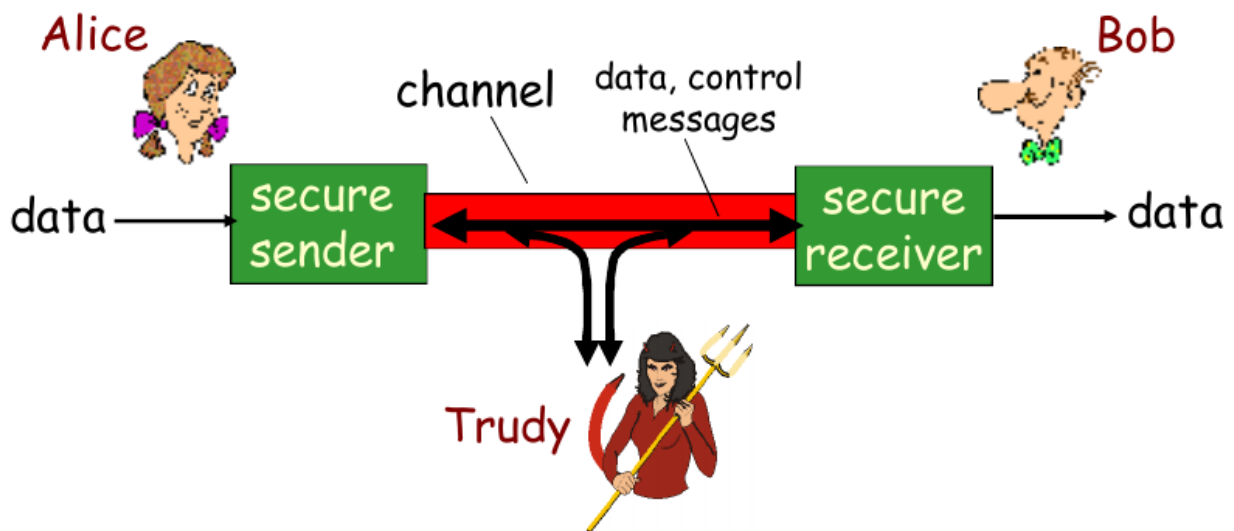 Alice
Bob
channel
data, control
messages
data
secure
sender
secure
receiver
data
Trudy